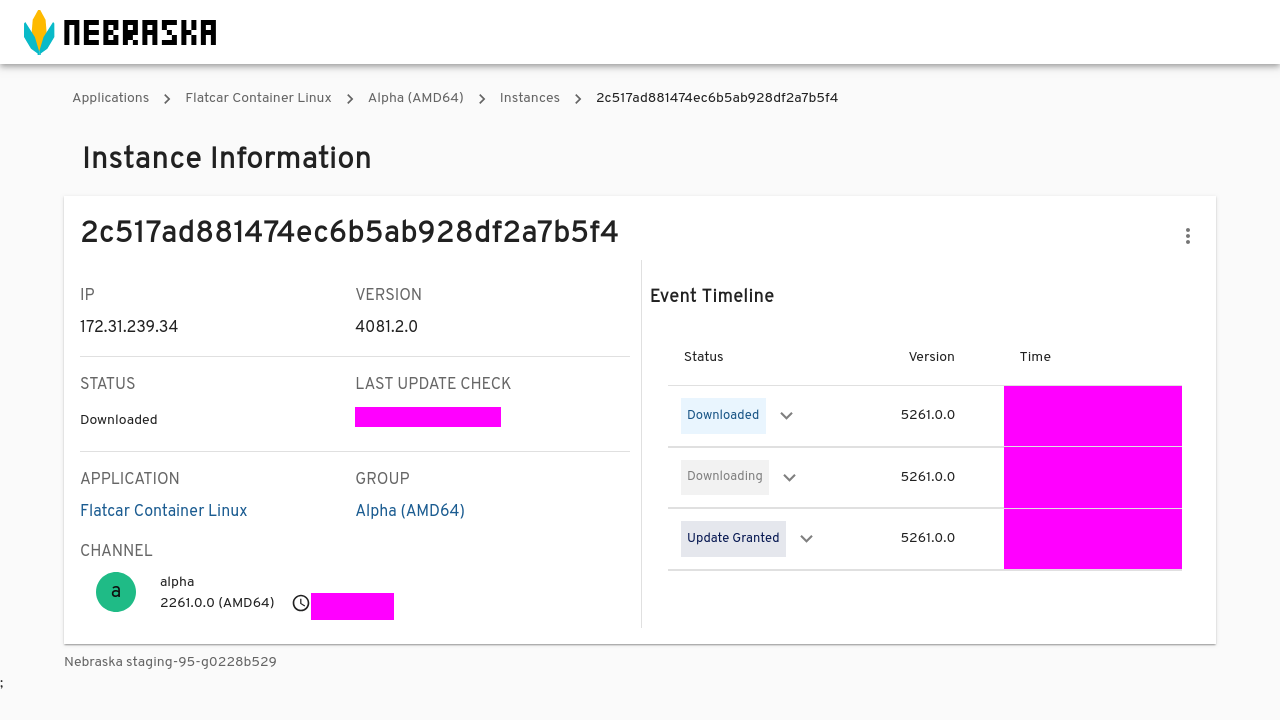 NEBRASKA
Applications > Flatcar Container Linux > Alpha (AMD64) > Instances > 2c517ad881474ec6b5ab928df2a7b5f4
Instance Information
2c517ad881474ec6b5ab928df2a7b5f4
IP VERSION
172.31.239.34 4081.2.0
STATUS LAST UPDATE CHECK
Downloaded
APPLICATION GROUP
Flatcar Container Linux Alpha (AMD64)
CHANNEL
a alpha
2261.0.0 (AMD64)
Event Timeline
Status Version Time
Downloaded 5261.0.0
Downloading 5261.0.0
Update Granted 5261.0.0
Nebraska staging-95-g0228b529
;